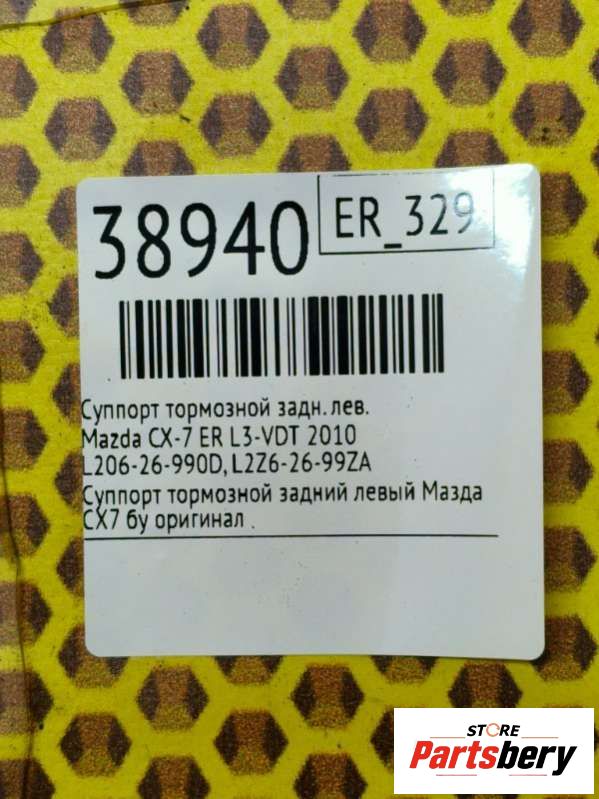 38940
ER_329
Суппорт тормозной задн. лев.
Mazda CX-7 ER L3-VDT 2010
L206-26-990D, L2Z6-26-99ZA
Суппорт тормозной задний левый Мазда
СХ7 бу оригинал .
STORE
Partsbery